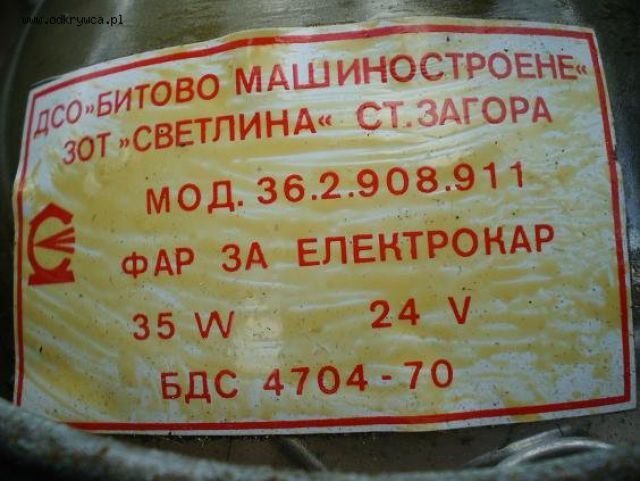 www.odkrywca.pl
ДСО»БИТОВО МАШИНОСТРОЕНЕ«
ЗОТ »СВЕТЛИНА« СТ. ЗАГОРА
МОД. 36.2.908.911
ФАР ЗА ЕЛЕКТРОКАР
35 W 24 V
БДС 4704-70